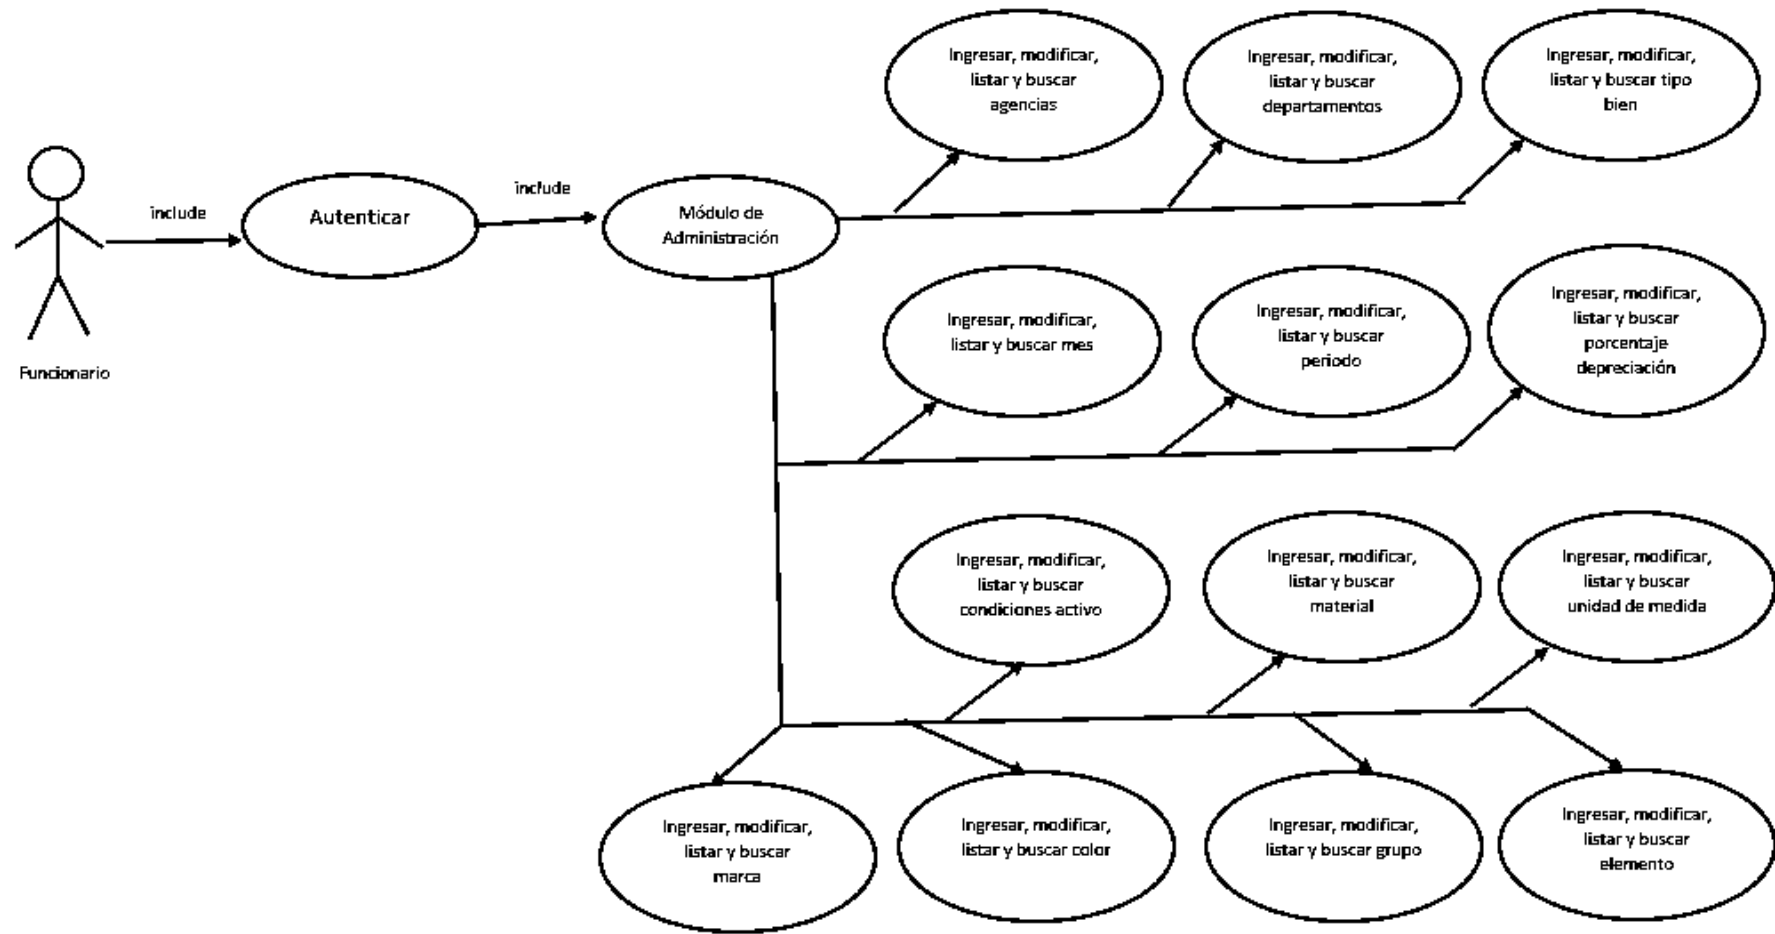 Ingresar, modificar,
listar y buscar
agencias
Ingresar, modificar,
listar y buscar
departamentos
Ingresar, modificar,
listar y buscar tipo
bien
include
Autenticar
include
Módulo de
Administración
Funcionario
Ingresar, modificar,
listar y buscar mes
Ingresar, modificar,
listar y buscar
periodo
Ingresar, modificar,
listar y buscar
porcentaje
depreciación
Ingresar, modificar,
listar y buscar
condiciones activo
Ingresar, modificar,
listar y buscar
material
Ingresar, modificar,
listar y buscar
unidad de medida
Ingresar, modificar,
listar y buscar
marca
Ingresar, modificar,
listar y buscar color
Ingresar, modificar,
listar y buscar grupo
Ingresar, modificar,
listar y buscar
elemento